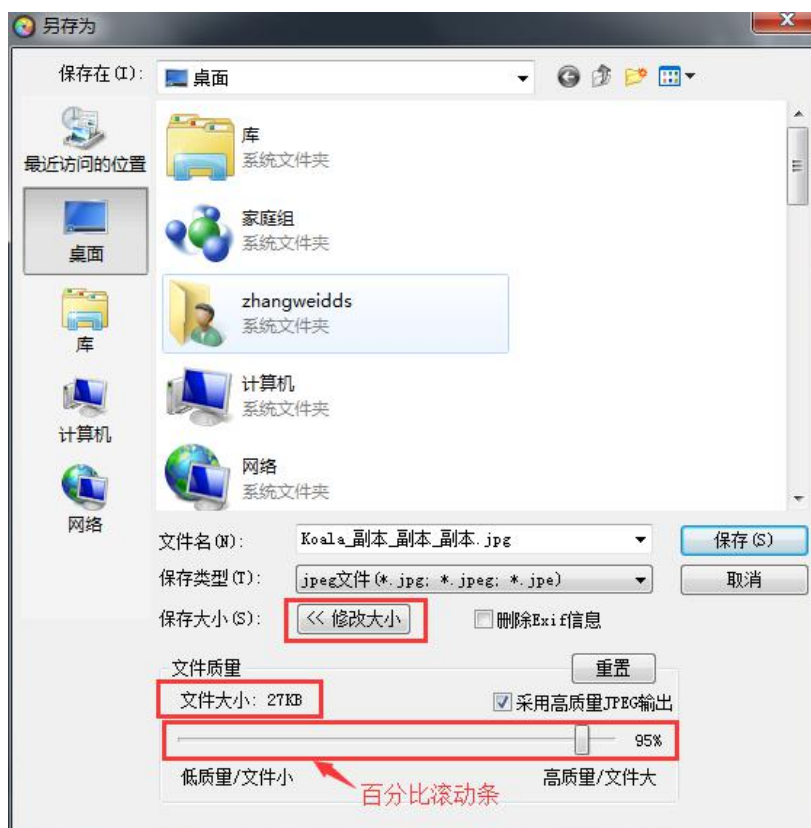 另存为
保存在(I):
桌面
最近访问的位置
桌面
库
计算机
网络
库
系统文件夹
家庭组
系统文件夹
zhangweidds
系统文件夹
计算机
系统文件夹
网络
系统文件夹
文件名(N):
Koala_副本_副本_副本.jpg
保存(S)
保存类型(T):
jpeg文件(*.jpg; *.jpeg; *.jpe)
取消
保存大小(S):
<< 修改大小
删除Exif信息
文件质量
重置
文件大小: 27KB
采用高质量JPEG输出
95%
低质量/文件小
高质量/文件大
百分比滚动条